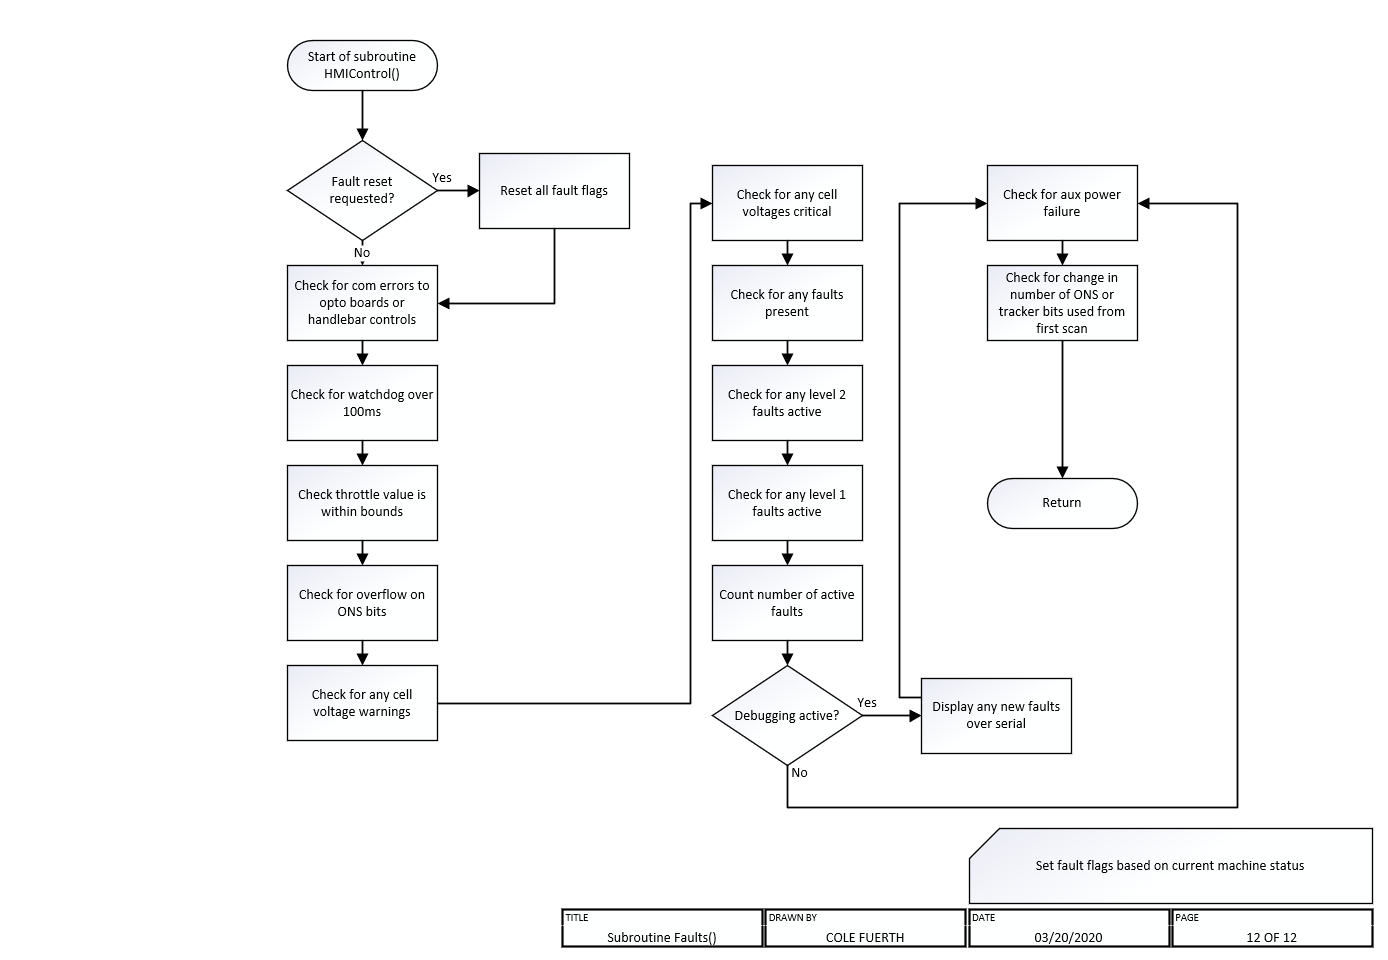 Start of subroutine
HMIControl()
Fault reset
requested?
Yes
Reset all fault flags
No
Check for com errors to
opto boards or
handlebar controls
Check for watchdog over
100ms
Check throttle value is
within bounds
Check for overflow on
ONS bits
Check for any cell
voltage warnings
Check for any cell
voltages critical
Check for any faults
present
Check for any level 2
faults active
Check for any level 1
faults active
Count number of active
faults
Debugging active?
Yes
No
Display any new faults
over serial
Check for aux power
failure
Check for change in
number of ONS or
tracker bits used from
first scan
Return
Set fault flags based on current machine status
TITLE
Subroutine Faults()
DRAWN BY
COLE FUERTH
DATE
03/20/2020
PAGE
12 OF 12